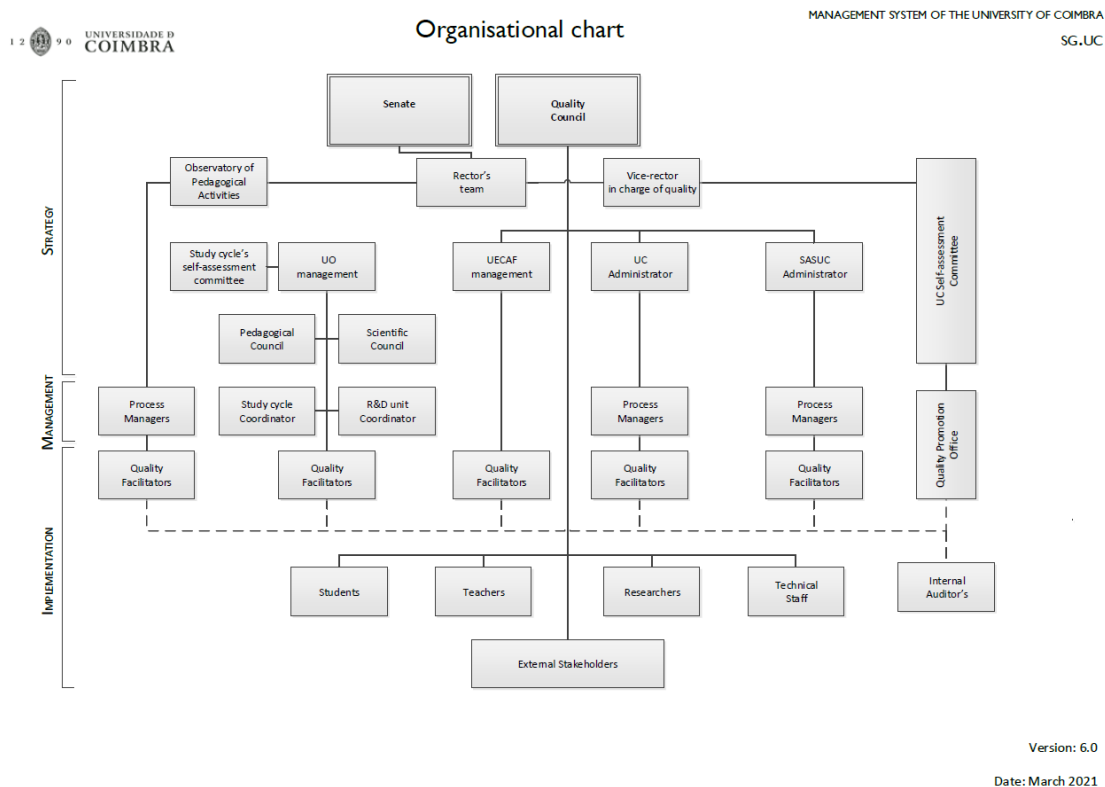 MANAGEMENT SYSTEM OF THE UNIVERSITY OF COIMBRA
SG.UC
1 2 9 0
UNIVERSIDADE D
COIMBRA
Organisational chart
Senate
Quality
Council
Observatory of
Pedagogical
Activities
Rector's
team
Vice-rector
in charge of quality
UC Self-assessment
Committee
STRATEGY
Study cycle's
self-assessment
committee
UO
management
UECAF
management
UC
Administrator
SASUC
Administrator
Pedagogical
Council
Scientific
Council
MANAGEMENT
Process
Managers
Study cycle
Coordinator
R&D unit
Coordinator
Process
Managers
Process
Managers
Quality Promotion
Office
Quality
Facilitators
Quality
Facilitators
Quality
Facilitators
Quality
Facilitators
Quality
Facilitators
IMPLEMENTATION
Students
Teachers
Researchers
Technical
Staff
Internal
Auditor's
External Stakeholders
Version: 6.0
Date: March 2021